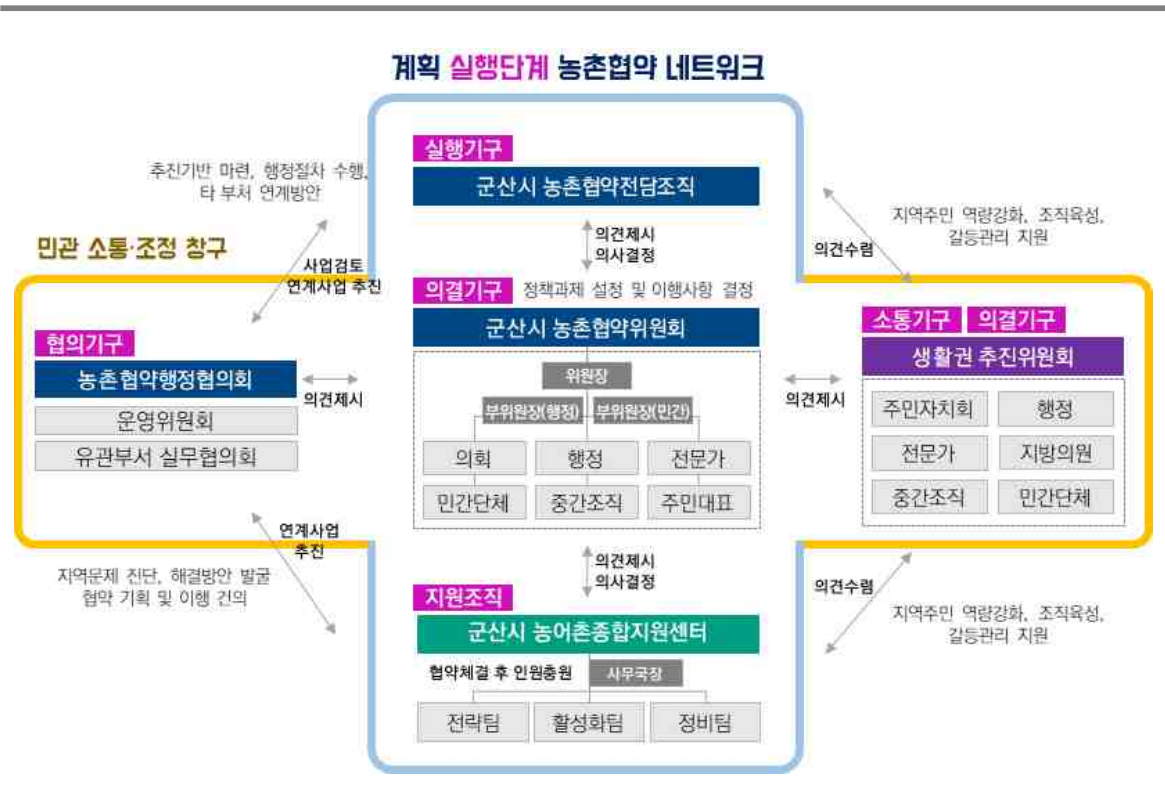 계획 실행단계 농촌협약 네트워크
실행기구
군산시 농촌협약전담조직
추진기반 마련, 행정절차 수행,
타 부처 연계방안
지역주민 역량강화, 조직육성,
갈등관리 지원
민관 소통·조정 창구
의견제시
의사결정
의견수렴
사업검토
연계사업 추진
의결기구 정책과제 설정 및 이행사항 결정
군산시 농촌협약위원회
위원장
부위원장(행정) 부위원장(민간)
의회 행정 전문가
민간단체 중간조직 주민대표
협의기구
농촌협약행정협의회
운영위원회
유관부서 실무협의회
의견제시
의견제시
소통기구 의결기구
생활권 추진위원회
주민자치회 행정
전문가 지방의원
중간조직 민간단체
연계사업
추진
지역문제 진단, 해결방안 발굴
협약 기획 및 이행 건의
의견제시
의사결정
의견수렴
지역주민 역량강화, 조직육성,
갈등관리 지원
지원조직
군산시 농어촌종합지원센터
협약체결 후 인원충원 사무국장
전략팀 활성화팀 정비팀